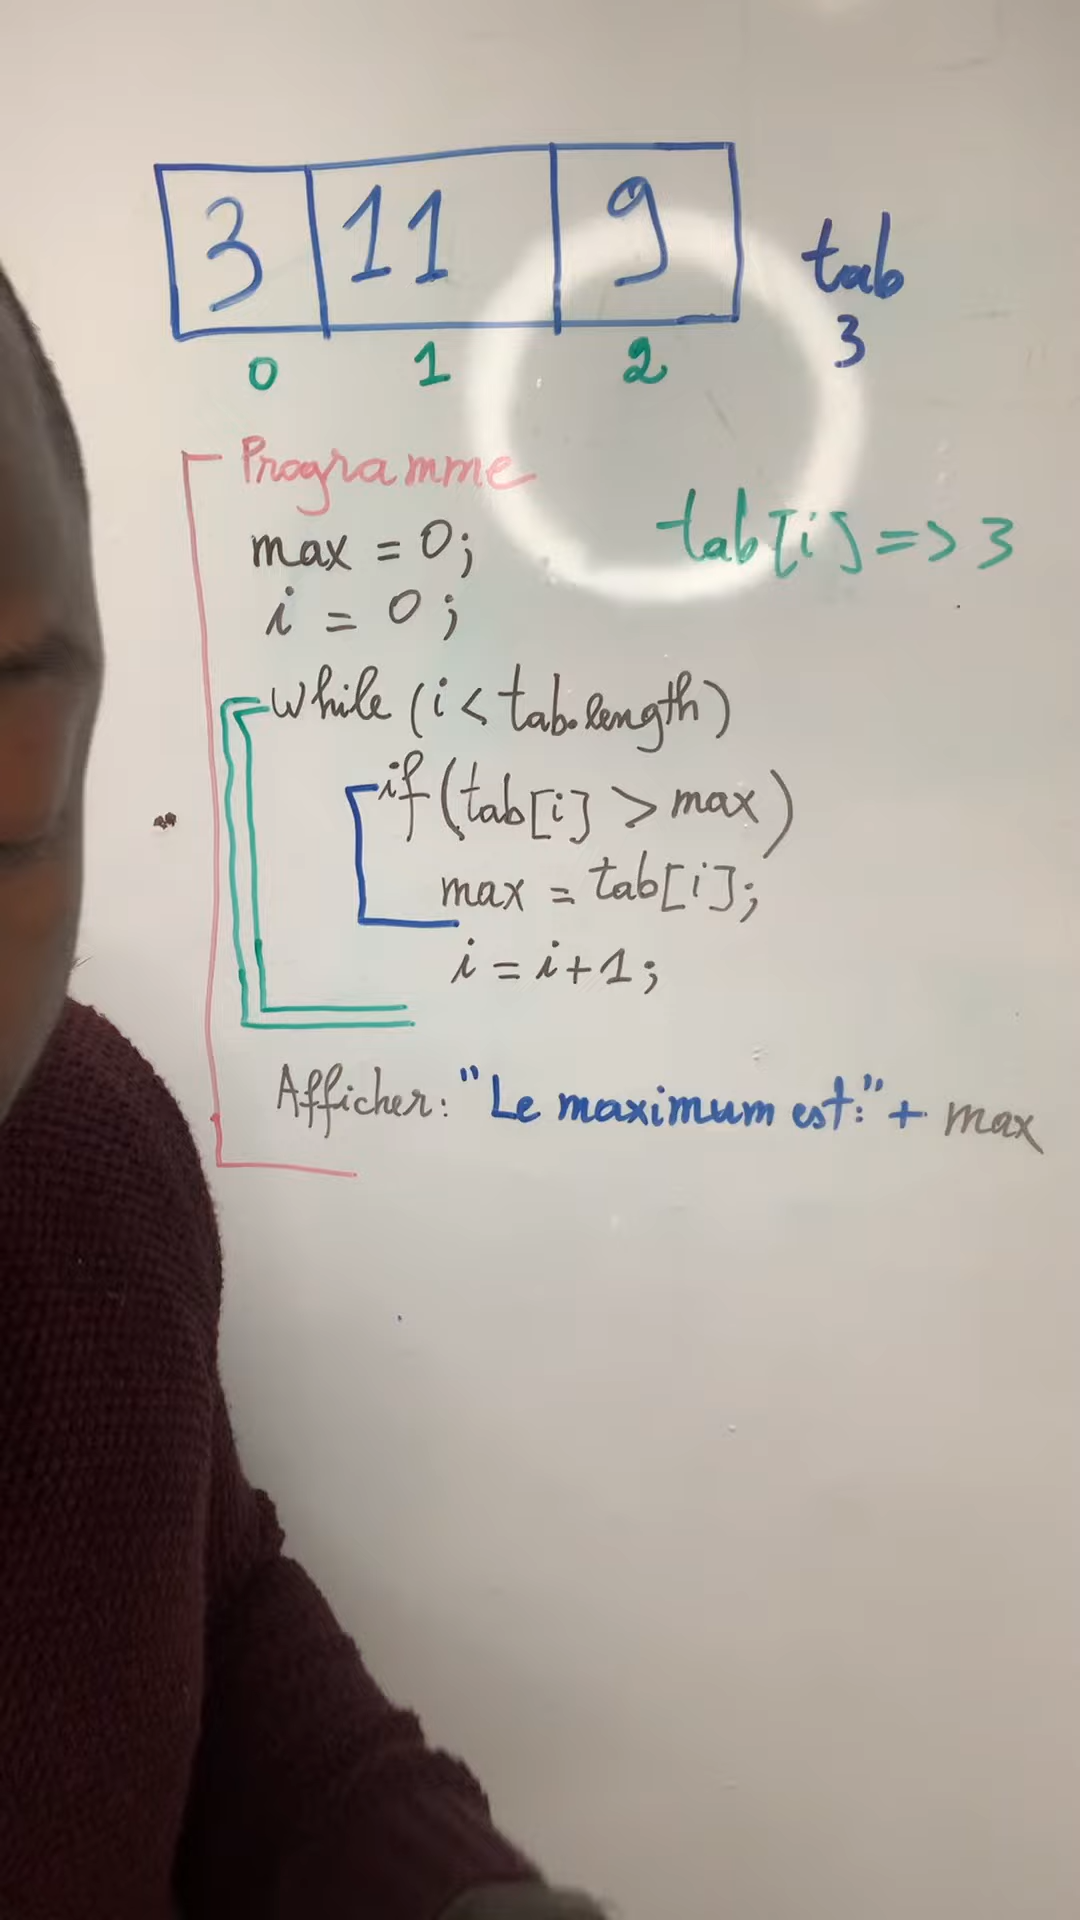 3 11 9
tab
3
0 1 2
Programme
tab[i] => 3
max = 0;
i = 0;
while (i < tab.length)
if (tab[i] > max)
max = tab[i];
i = i+1;
Afficher: "Le maximum est:" + max